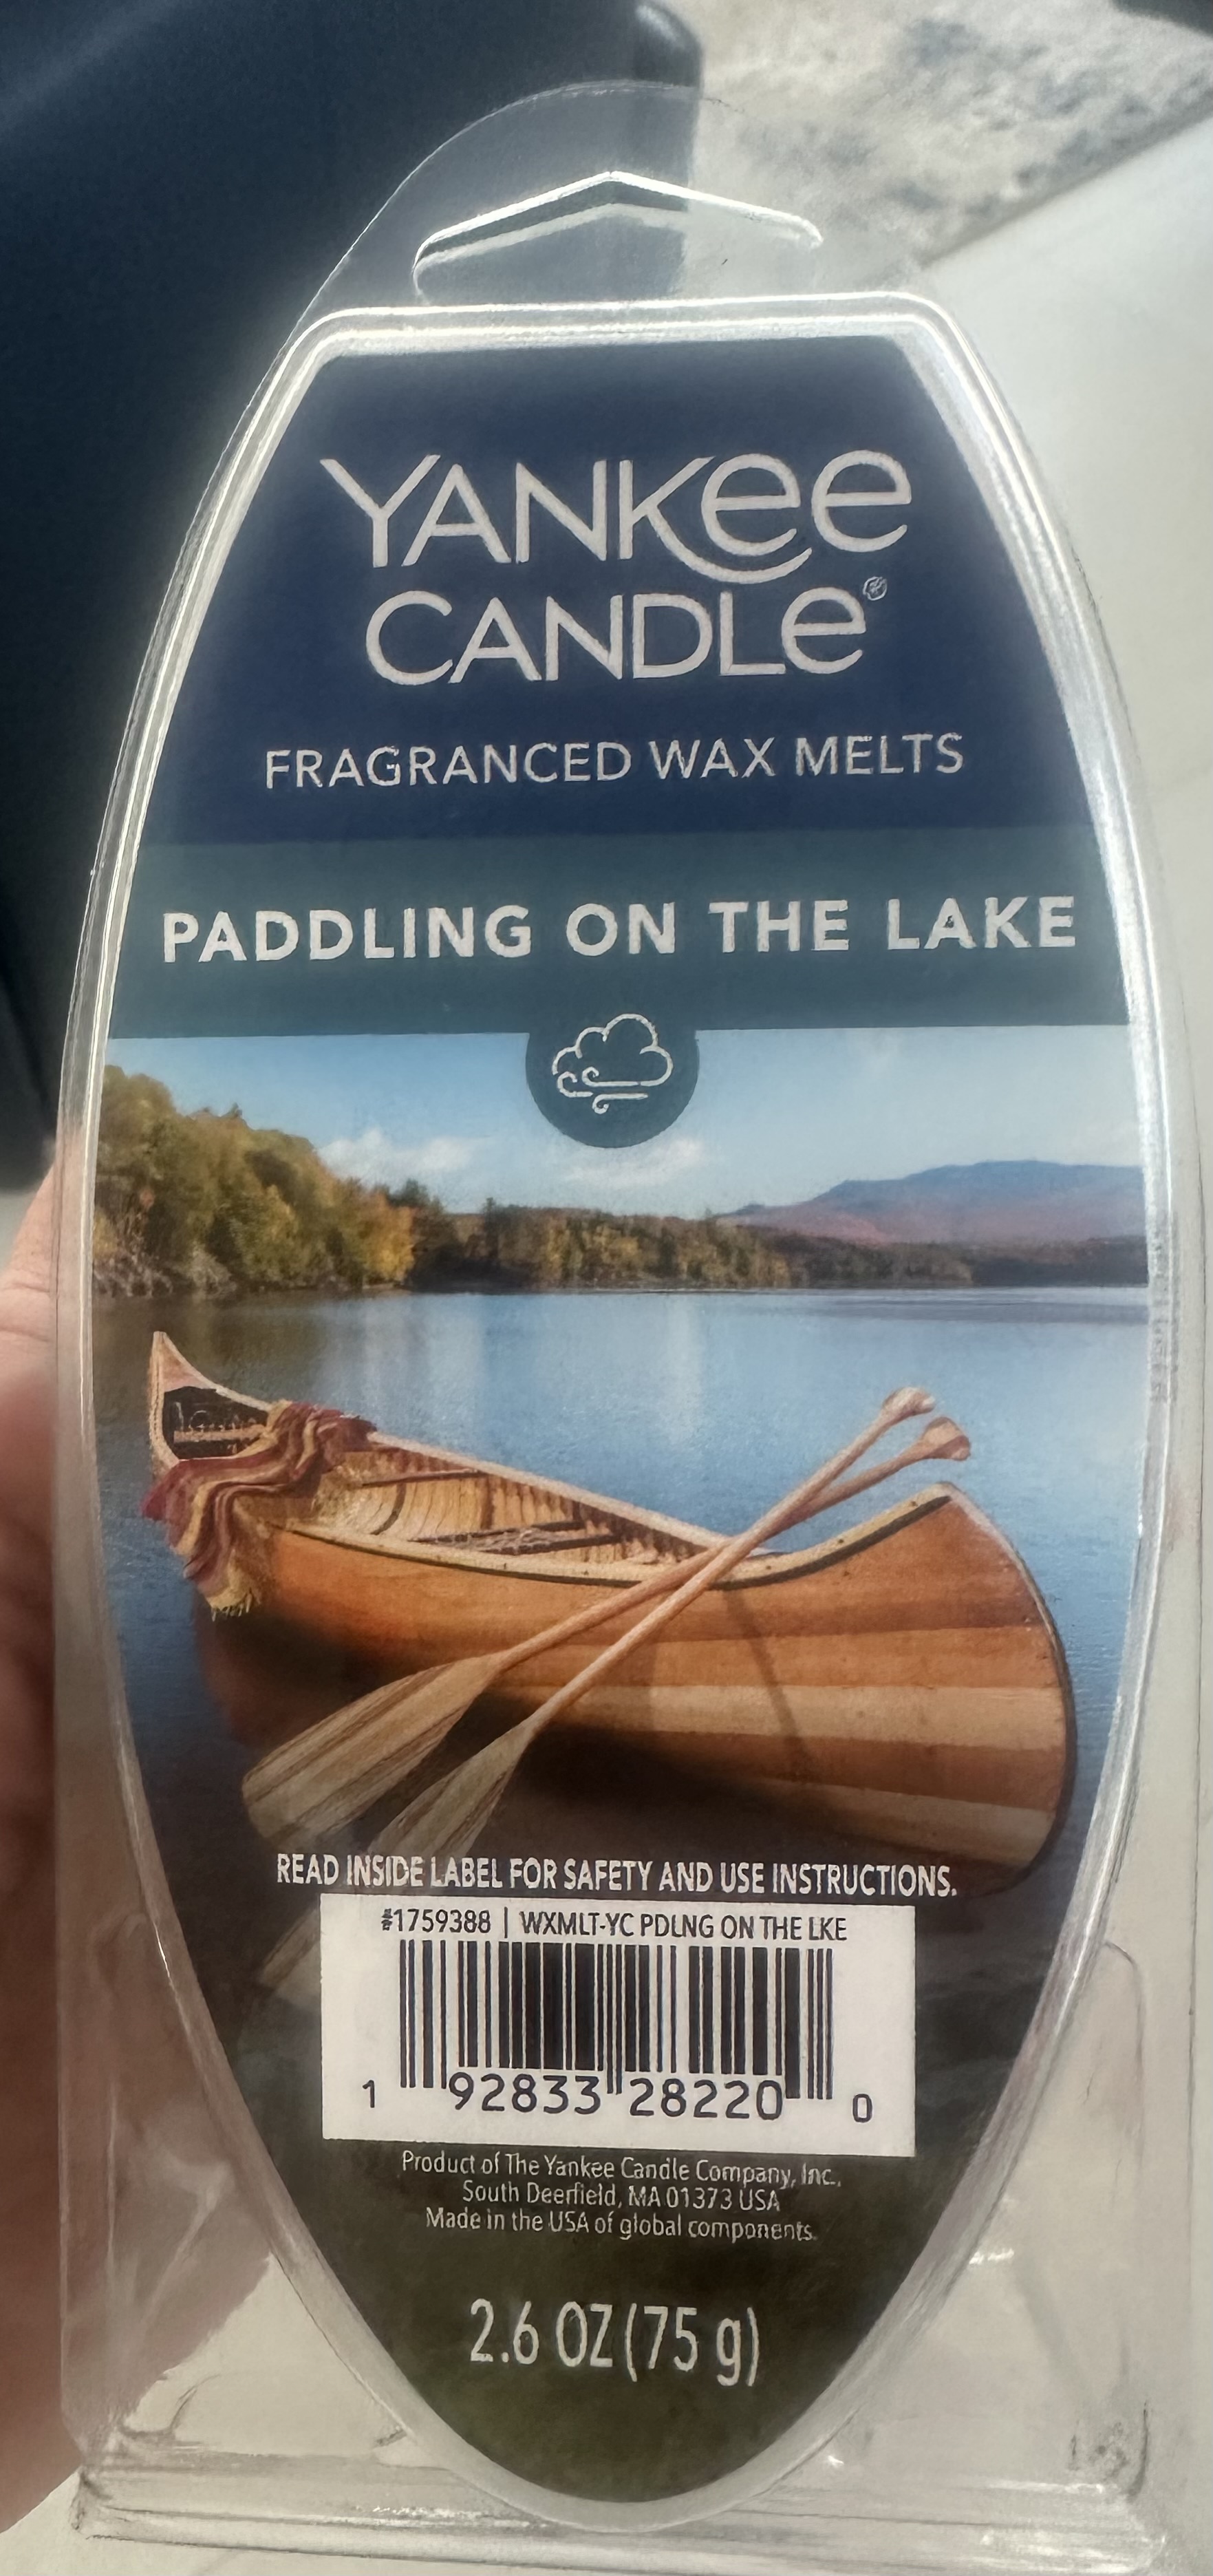 YANKee
CANDLe®
FRAGRANCED WAX MELTS
PADDLING ON THE LAKE
READ INSIDE LABEL FOR SAFETY AND USE INSTRUCTIONS.
#1759388 | WXMLT-YC PDLNG ON THE LKE
1 92833 28220 0
Product of The Yankee Candle Company, Inc.,
South Deerfield, MA 01373 USA
Made in the USA of global components.
2.6 OZ (75 g)